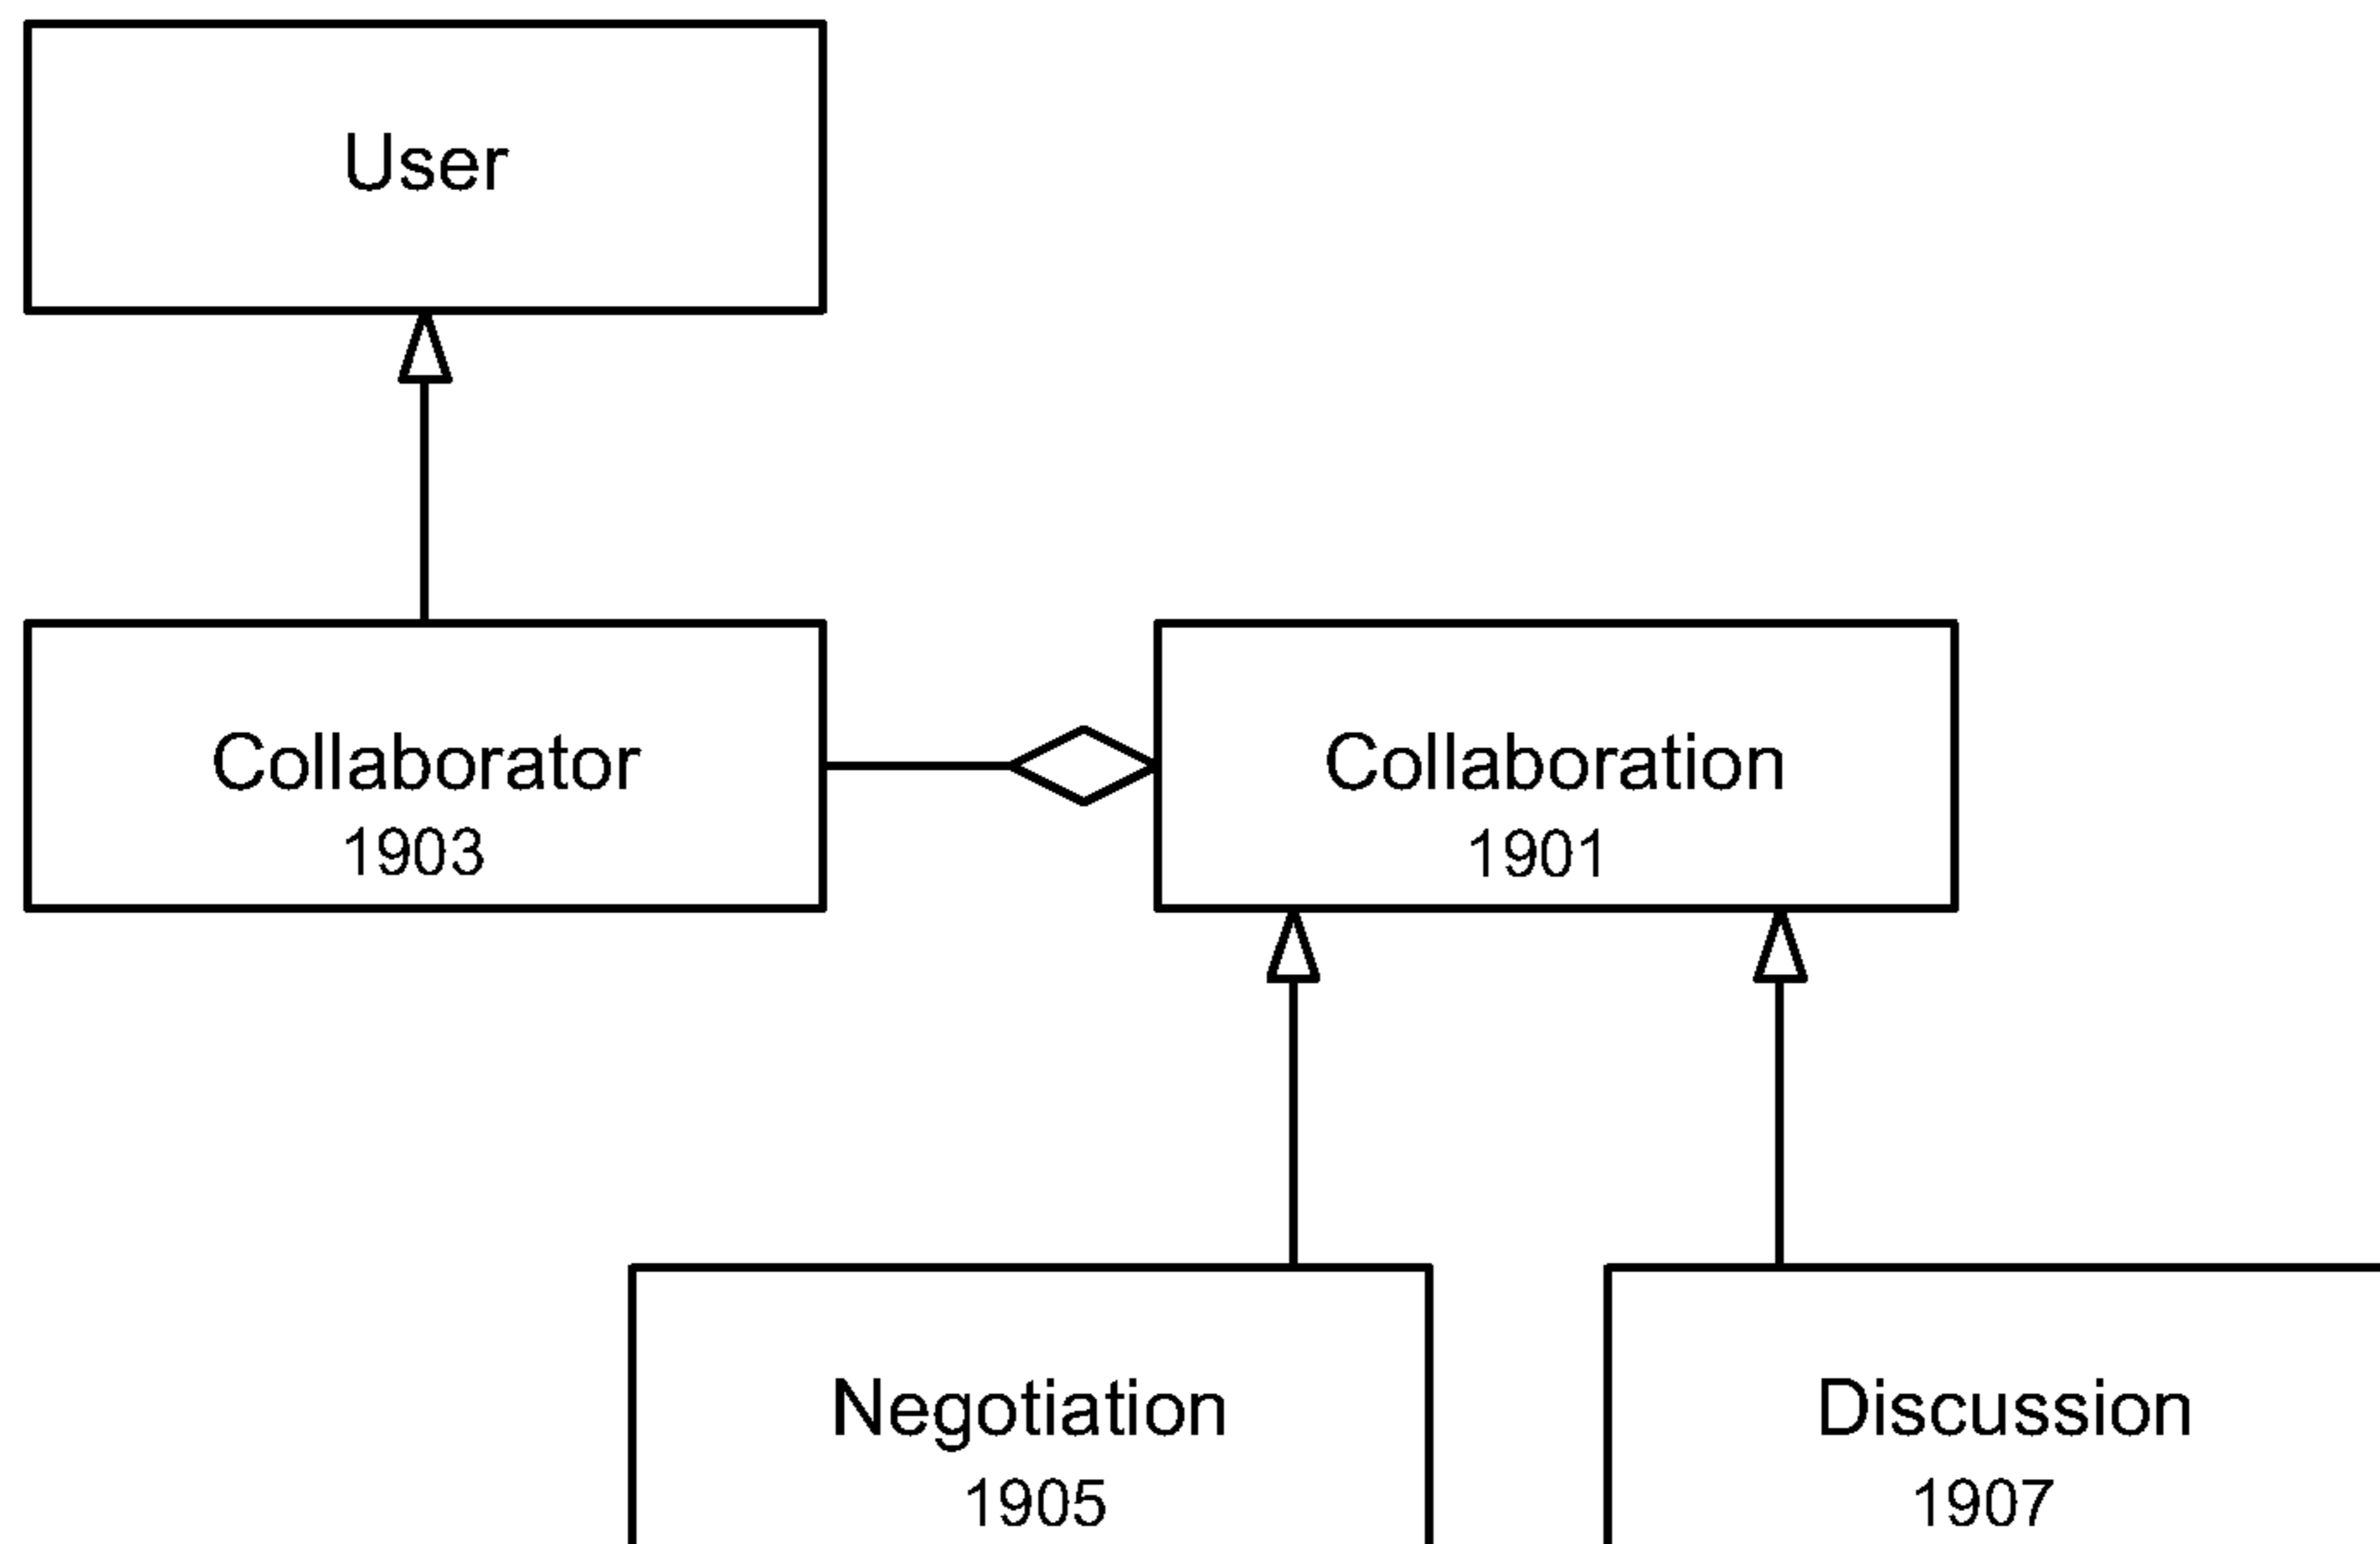 User
Collaborator
1903
Collaboration
1901
Negotiation
1905
Discussion
1907